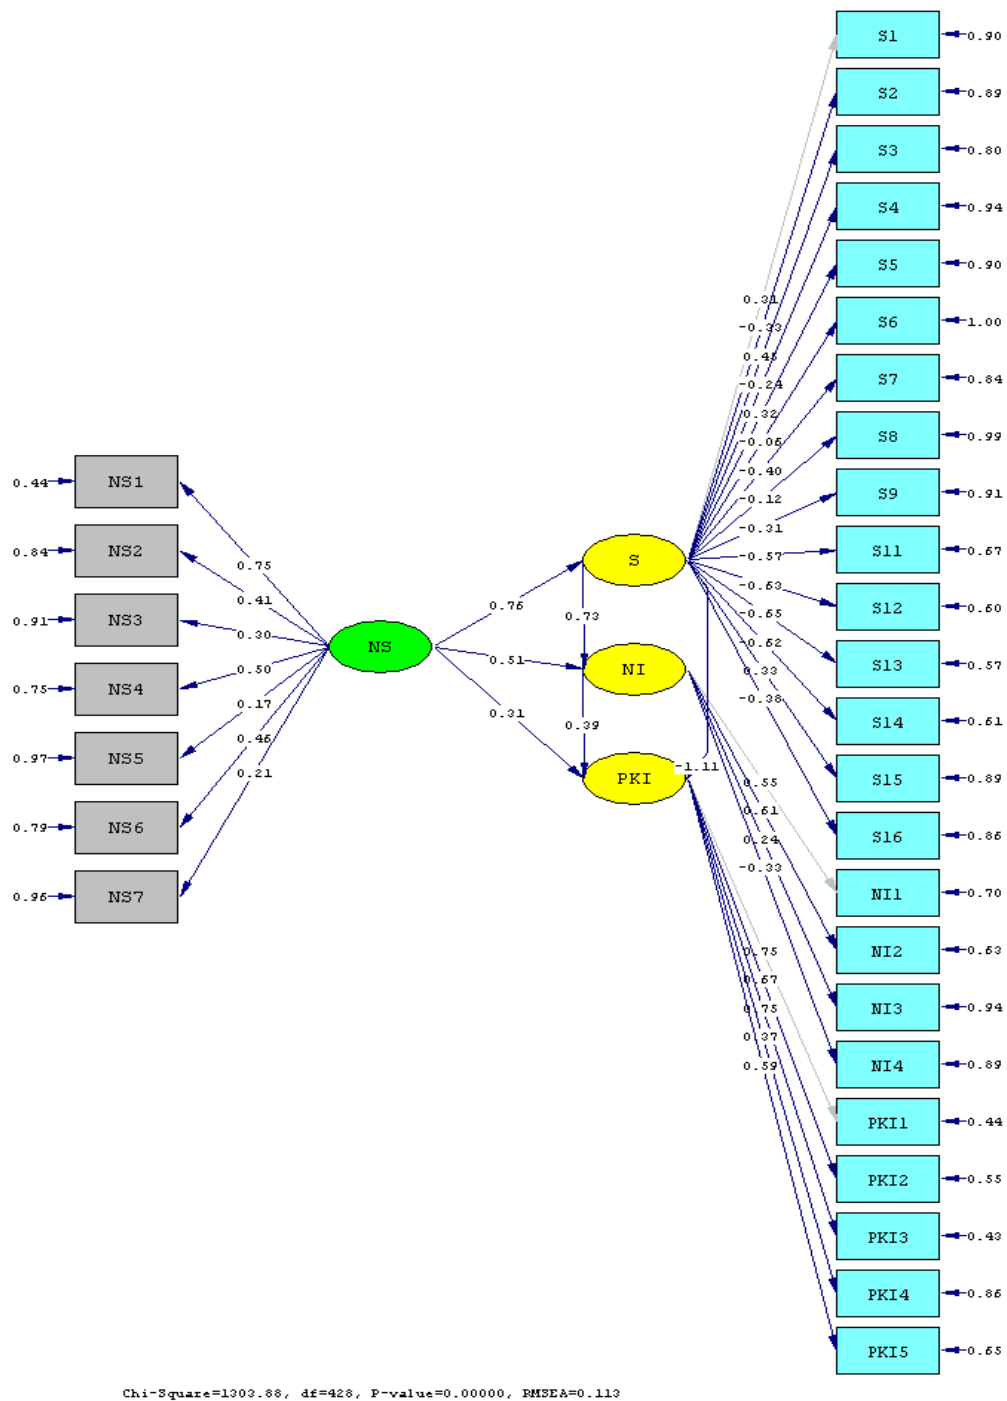 S1
0.90
S2
0.89
S3
0.80
S4
0.94
S5
0.90
S6
1.00
S7
0.84
S8
0.99
S9
0.91
S11
0.67
S12
0.60
S13
0.57
S14
0.61
S15
0.89
S16
0.86
NI1
0.70
NI2
0.63
NI3
0.94
NI4
0.89
PKI1
0.44
PKI2
0.55
PKI3
0.43
PKI4
0.86
PKI5
0.65
0.31
-0.33
0.45
-0.24
0.32
-0.06
-0.40
-0.12
-0.31
-0.57
-0.63
-0.65
-0.62
0.33
-0.38
0.55
0.61
0.24
-0.33
0.75
0.67
0.75
0.37
0.59
S
NI
PKI
0.73
0.39
-1.11
0.76
0.51
0.31
NS
0.75
0.41
0.30
0.50
0.17
0.46
0.21
0.44
NS1
0.84
NS2
0.91
NS3
0.75
NS4
0.97
NS5
0.79
NS6
0.96
NS7
Chi-Square=1303.88, df=428, P-value=0.00000, RMSEA=0.113